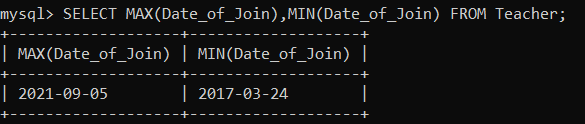 mysql> SELECT MAX(Date_of_Join),MIN(Date_of_Join) FROM Teacher;
+-------------------+-------------------+
| MAX(Date_of_Join) | MIN(Date_of_Join) |
+-------------------+-------------------+
| 2021-09-05        | 2017-03-24        |
+-------------------+-------------------+